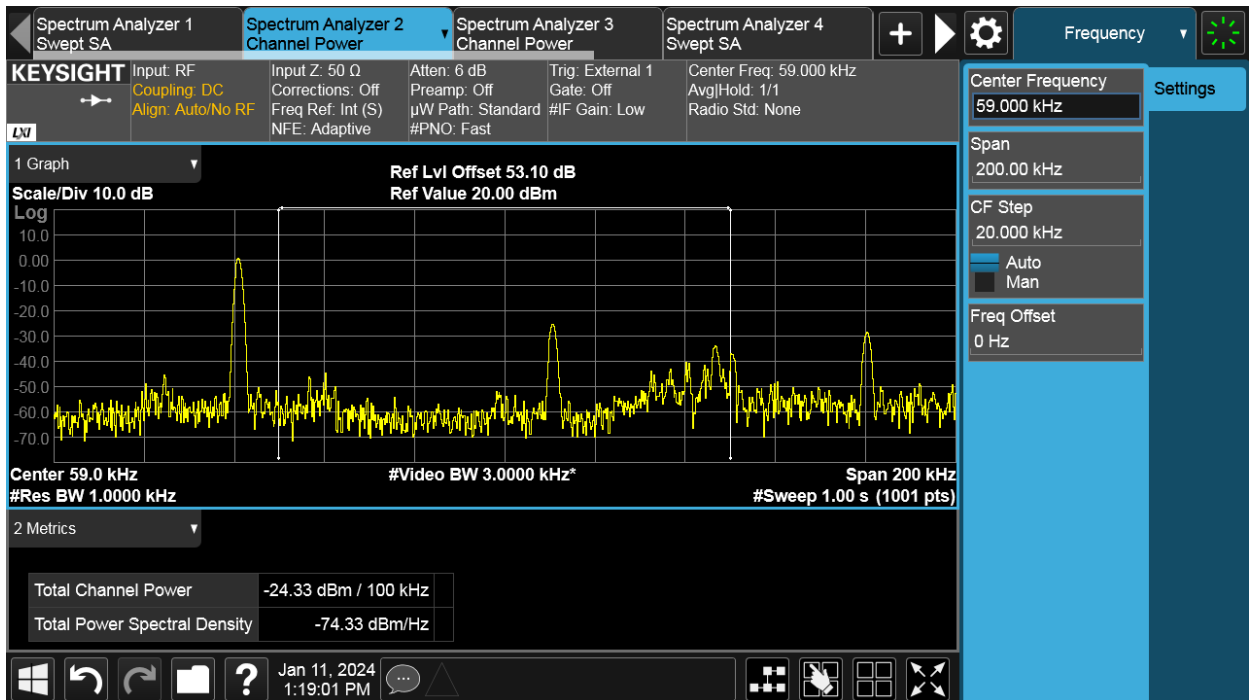 Spectrum Analyzer 1
Swept SA
Spectrum Analyzer 2
Channel Power
Spectrum Analyzer 3
Channel Power
Spectrum Analyzer 4
Swept SA
Frequency
KEYSIGHT
LXI
Input: RF
Coupling: DC
Align: Auto/No RF
Input Z: 50 Ω
Corrections: Off
Freq Ref: Int (S)
NFE: Adaptive
Atten: 6 dB
Preamp: Off
µW Path: Standard
#PNO: Fast
Trig: External 1
Gate: Off
#IF Gain: Low
Center Freq: 59.000 kHz
Avg|Hold: 1/1
Radio Std: None
Center Frequency
59.000 kHz
Settings
Span
200.00 kHz
CF Step
20.000 kHz
Auto
Man
Freq Offset
0 Hz
1 Graph
Scale/Div 10.0 dB
Ref Lvl Offset 53.10 dB
Ref Value 20.00 dBm
Log
10.0
0.00
-10.0
-20.0
-30.0
-40.0
-50.0
-60.0
-70.0
Center 59.0 kHz
#Video BW 3.0000 kHz*
Span 200 kHz
#Res BW 1.0000 kHz
#Sweep 1.00 s (1001 pts)
2 Metrics
Total Channel Power -24.33 dBm / 100 kHz
Total Power Spectral Density -74.33 dBm/Hz
?
Jan 11, 2024
1:19:01 PM